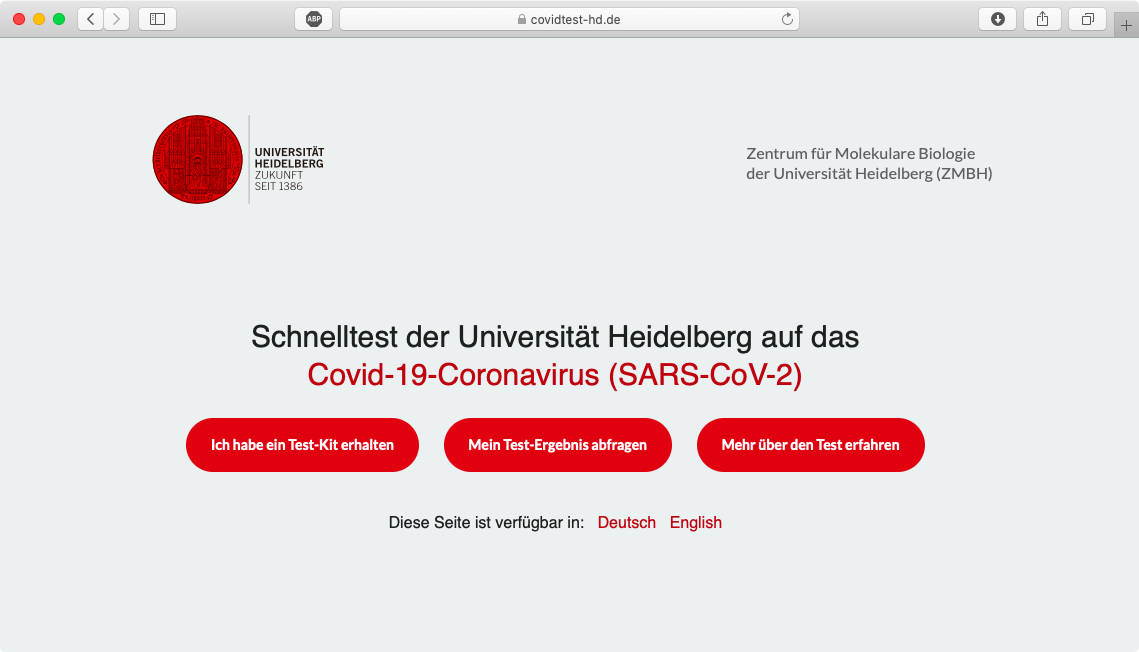 ABP
covidtest-hd.de
UNIVERSITÄT
HEIDELBERG
ZUKUNFT
SEIT 1386
Zentrum für Molekulare Biologie
der Universität Heidelberg (ZMBH)
Schnelltest der Universität Heidelberg auf das
Covid-19-Coronavirus (SARS-CoV-2)
Ich habe ein Test-Kit erhalten
Mein Test-Ergebnis abfragen
Mehr über den Test erfahren
Diese Seite ist verfügbar in: Deutsch English